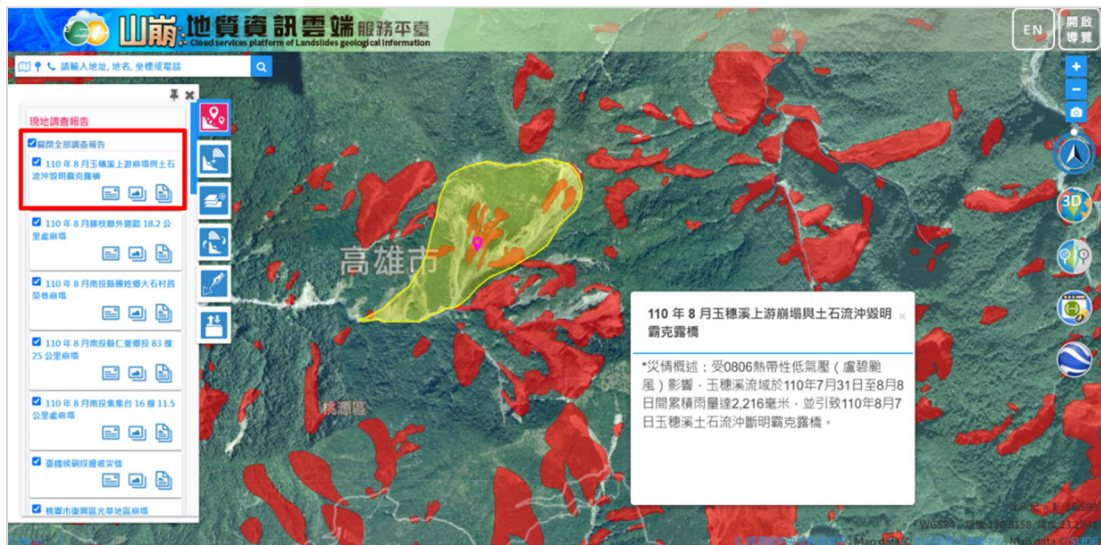 山崩地質資訊雲端服務平臺
Cloud services platform of Landslides geological Information
EN
開啟
導覽
請輸入地址, 地名, 坐標或電話
現地調查報告
關閉全部調查報告
110 年 8 月玉穗溪上游崩塌與土石
流沖毀明霸克露橋
110 年 8 月藤枝聯外道路 18.2 公
里處崩塌
110 年 8 月南投縣國姓鄉大石村昌
榮巷崩塌
110 年 8 月南投縣仁愛鄉投 83 線
25 公里崩塌
110 年 8 月南投集集台 16 線 11.5
公里處崩塌
臺鐵侯硐段邊坡災情
桃園市復興區光華地區崩塌
高雄市
桃源區
3D
110 年 8 月玉穗溪上游崩塌與土石流沖毀明
霸克露橋
*災情概述：受0806熱帶性低氣壓（盧碧颱
風）影響，玉穗溪流域於110年7月31日至8月8
日間累積雨量達2,216毫米，並引致110年8月7
日玉穗溪土石流沖斷明霸克露橋。
Map data ©
Map data ©